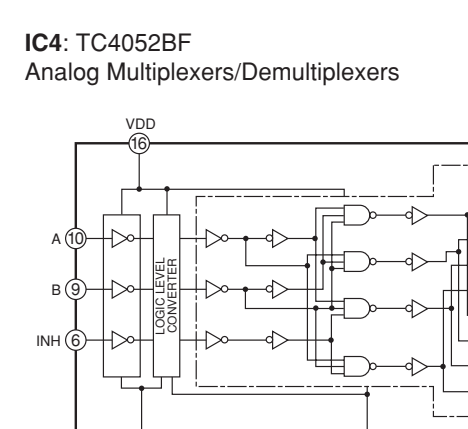 IC4: TC4052BF
Analog Multiplexers/Demultiplexers
VDD
16
A 10
B 9
INH 6
LOGIC LEVEL
CONVERTER